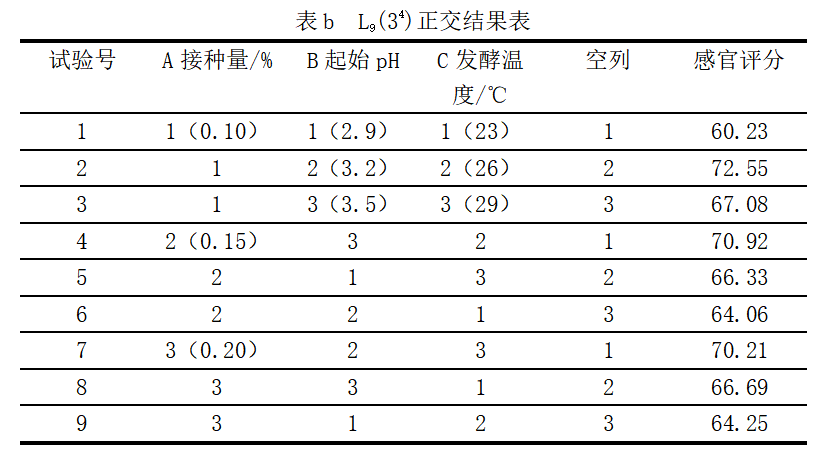 表 b L₉(3⁴)正交结果表
试验号 A 接种量/% B 起始 pH C 发酵温度/℃ 空列 感官评分
1 1（0.10） 1（2.9） 1（23） 1 60.23
2 1 2（3.2） 2（26） 2 72.55
3 1 3（3.5） 3（29） 3 67.08
4 2（0.15） 3 2 1 70.92
5 2 1 3 2 66.33
6 2 2 1 3 64.06
7 3（0.20） 2 3 1 70.21
8 3 3 1 2 66.69
9 3 1 2 3 64.25